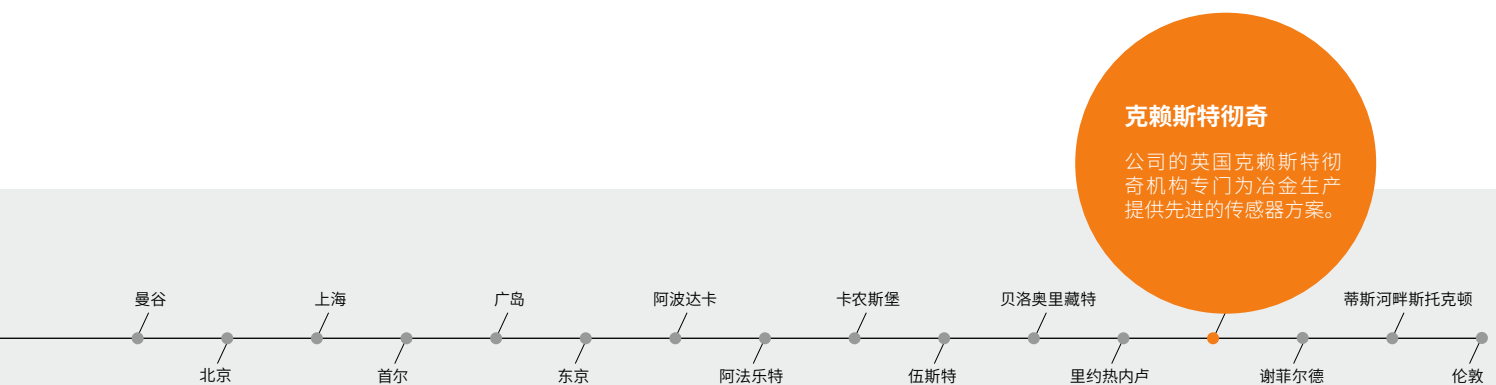 克赖斯特彻奇
公司的英国克赖斯特彻
奇机构专门为冶金生产
提供先进的传感器方案。
曼谷
上海
广岛
阿波达卡
卡农斯堡
贝洛奥里藏特
蒂斯河畔斯托克顿
北京
首尔
东京
阿法乐特
伍斯特
里约热内卢
谢菲尔德
伦敦